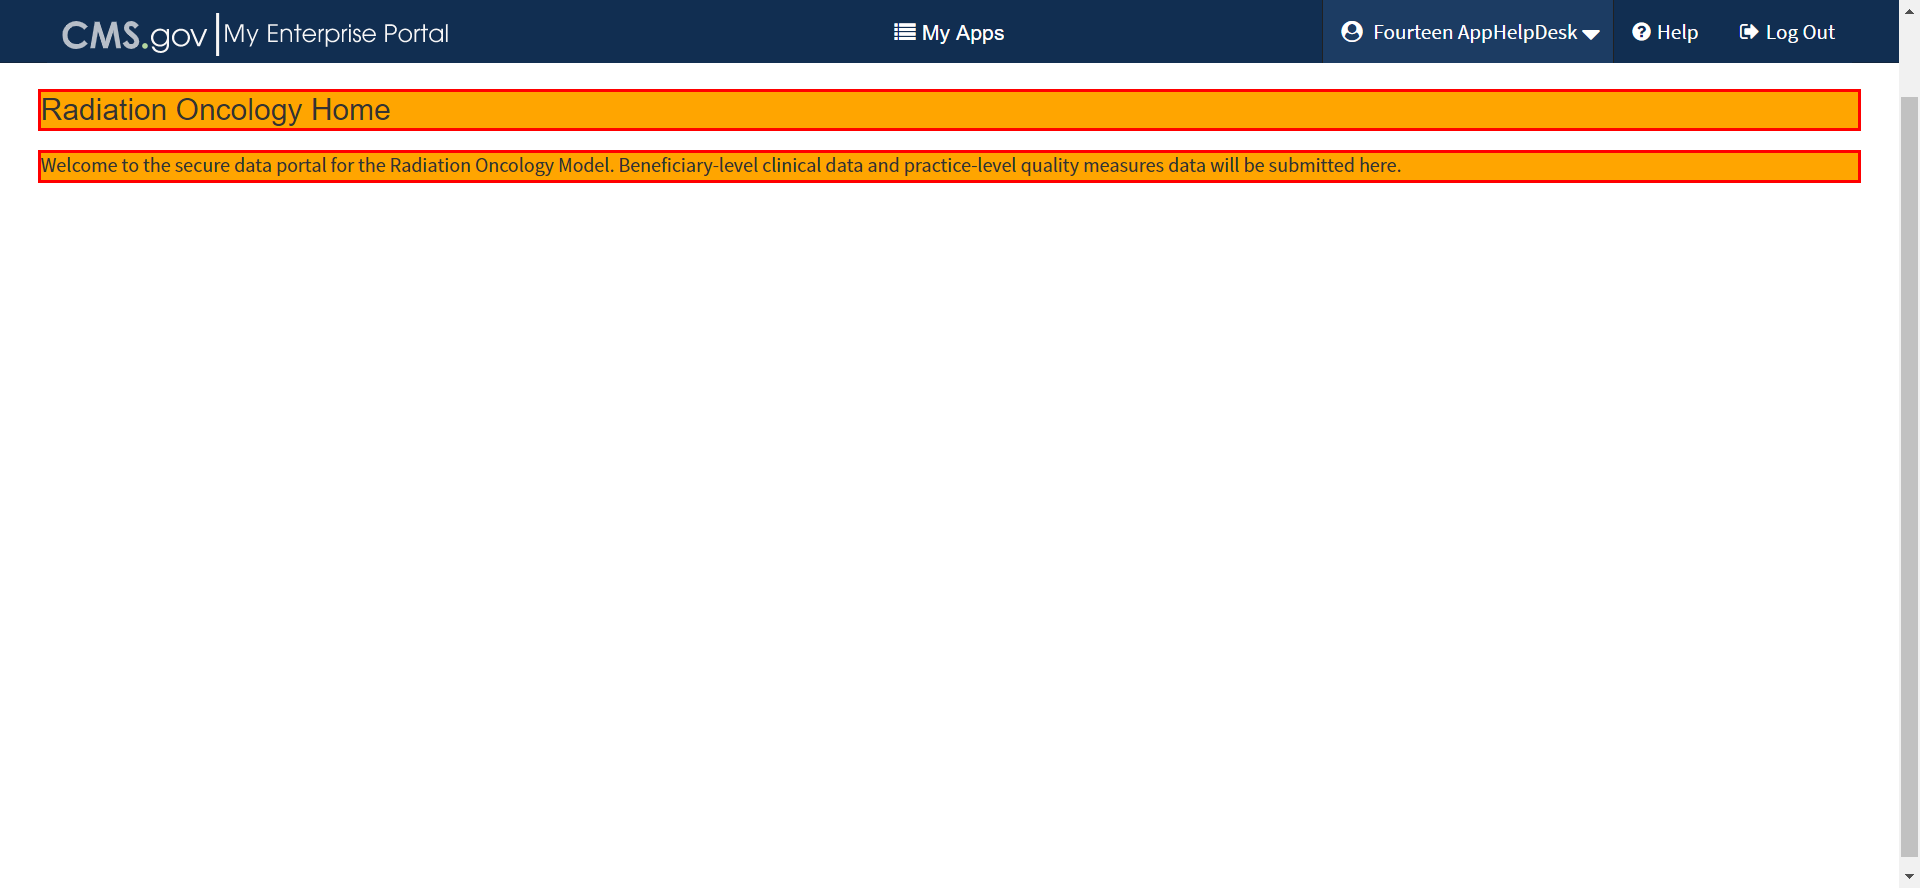 CMS.gov My Enterprise Portal
My Apps
Fourteen AppHelpDesk
Help
Log Out
Radiation Oncology Home
Welcome to the secure data portal for the Radiation Oncology Model. Beneficiary-level clinical data and practice-level quality measures data will be submitted here.